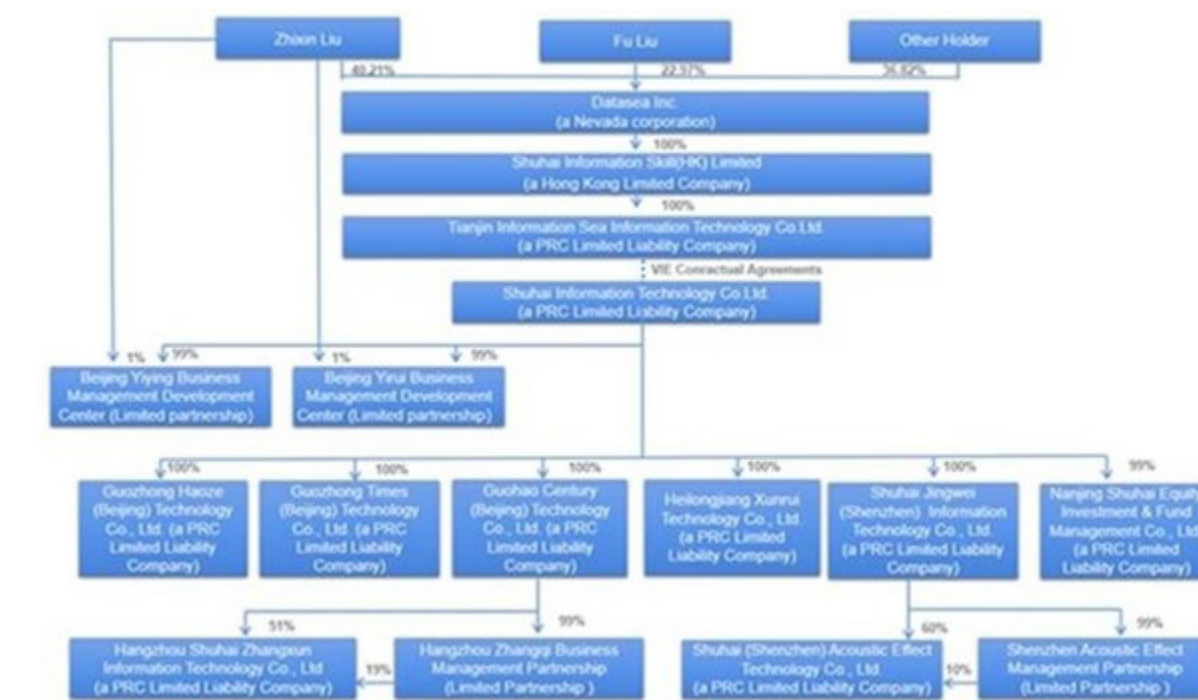 Zhixin Liu
Fu Liu
Other Holder
40.21%
22.97%
36.82%
Datasea Inc.
(a Nevada corporation)
100%
Shuhai Information Skill(HK) Limited
(a Hong Kong Limited Company)
100%
Tianjin Information Sea Information Technology Co.Ltd.
(a PRC Limited Liability Company)
VIE Conractual Agreements
Shuhai Information Technology Co.Ltd.
(a PRC Limited Liability Company)
1%
99%
1%
99%
Beijing Yiying Business
Management Development
Center (Limited partnership)
Beijing Yirui Business
Management Development
Center (Limited partnership)
100%
100%
100%
100%
100%
99%
Guozhong Haoze
(Beijing) Technology
Co., Ltd. (a PRC
Limited Liability
Company)
Guozhong Times
(Beijing) Technology
Co., Ltd. (a PRC
Limited Liability
Company)
Guohao Century
(Beijing) Technology
Co., Ltd. (a PRC
Limited Liability
Company)
Heilongjiang Xunrui
Technology Co., Ltd.
(a PRC Limited
Liability Company)
Shuhai Jingwei
(Shenzhen) Information
Technology Co., Ltd.
(a PRC Limited Liability
Company)
Nanjing Shuhai Equity
Investment & Fund
Management Co., Ltd
(a PRC Limited
Liability Company)
51%
99%
60%
99%
Hangzhou Shuhai Zhangxun
Information Technology Co., Ltd
(a PRC Limited Liability Company)
19%
Hangzhou Zhangqi Business
Management Partnership
(Limited Partnership )
Shuhai (Shenzhen) Acoustic Effect
Technology Co., Ltd.
(a PRC Limited Liability Company)
10%
Shenzhen Acoustic Effect
Management Partnership
(Limited Partnership)